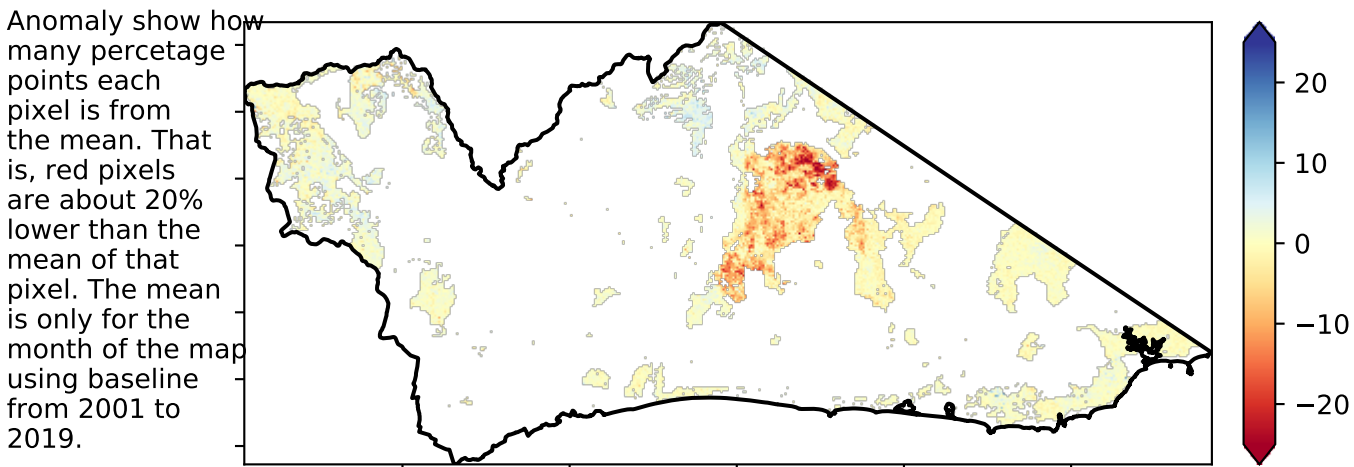 Anomaly show how
many percetage
points each
pixel is from
the mean. That
is, red pixels
are about 20%
lower than the
mean of that
pixel. The mean
is only for the
month of the map
using baseline
from 2001 to
2019.
20
10
0
−10
−20